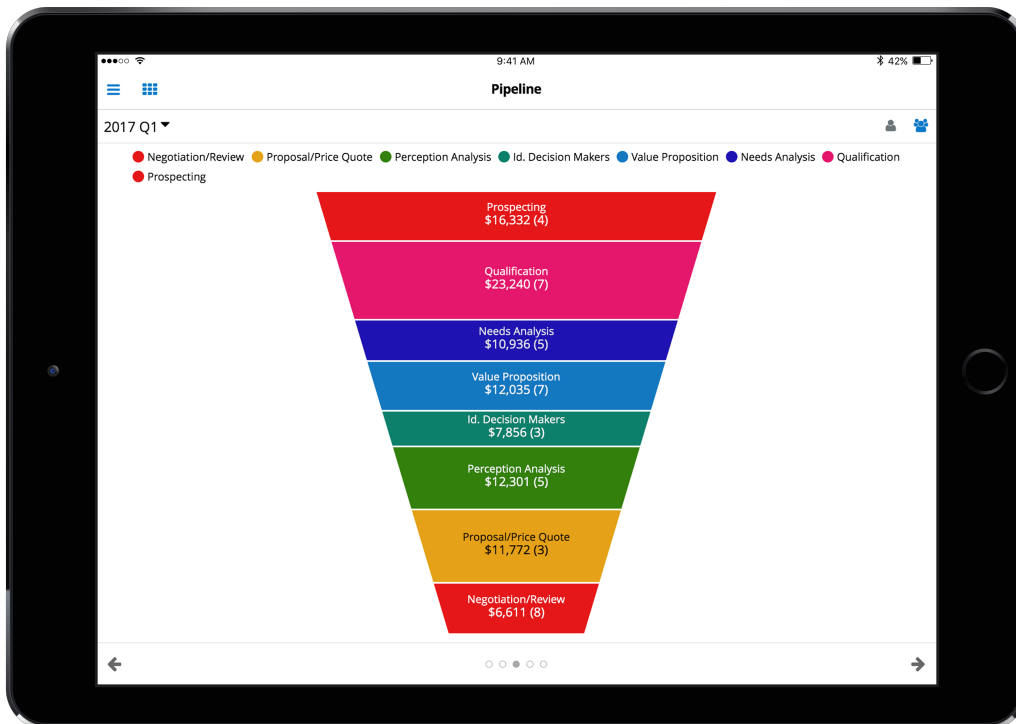 9:41 AM
42%
Pipeline
2017 Q1
Negotiation/Review Proposal/Price Quote Perception Analysis Id. Decision Makers Value Proposition Needs Analysis Qualification
Prospecting
Prospecting
$16,332 (4)
Qualification
$23,240 (7)
Needs Analysis
$10,936 (5)
Value Proposition
$12,035 (7)
Id. Decision Makers
$7,856 (3)
Perception Analysis
$12,301 (5)
Proposal/Price Quote
$11,772 (3)
Negotiation/Review
$6,611 (8)